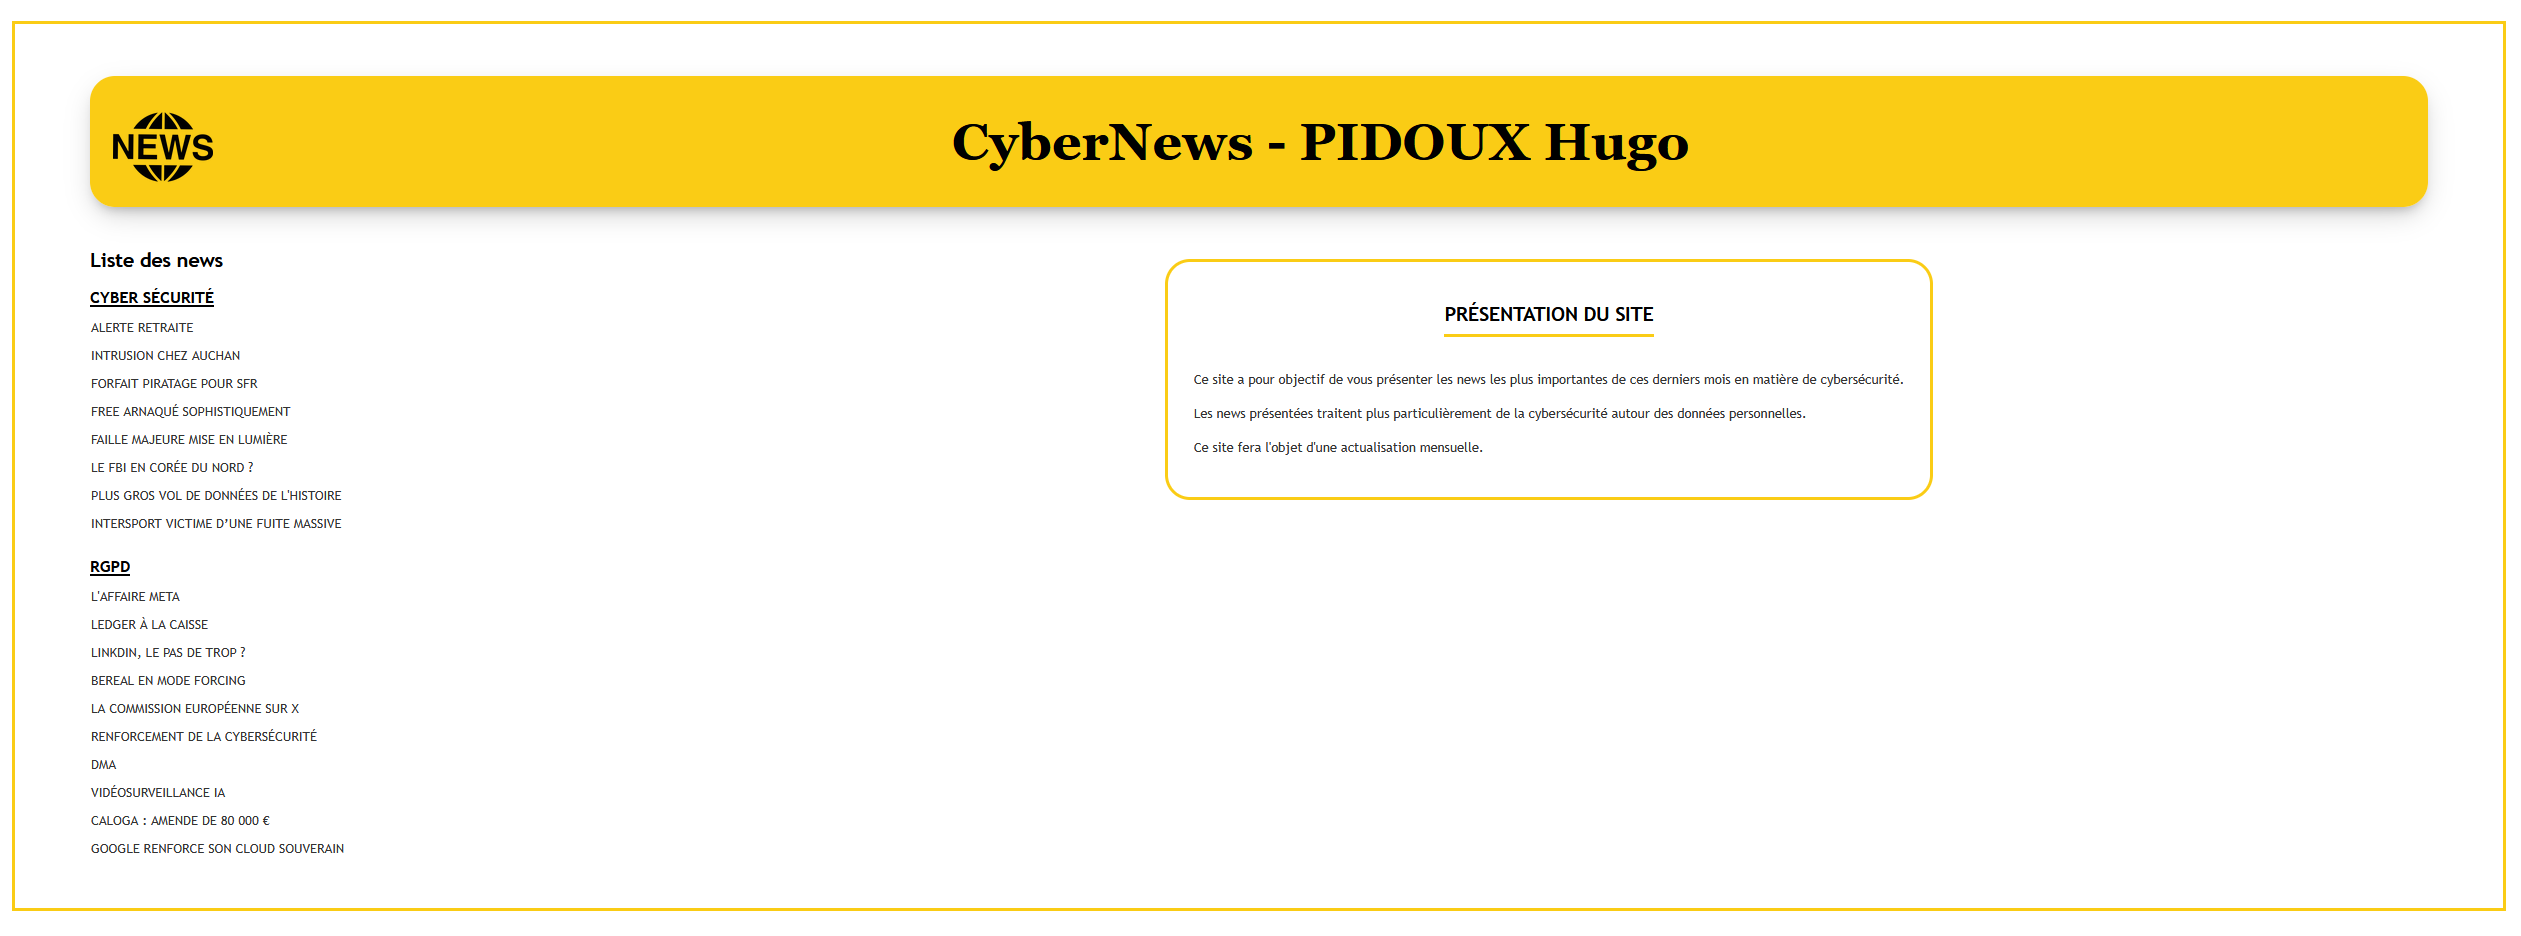 NEWS
CyberNews - PIDOUX Hugo
Liste des news
CYBER SÉCURITÉ
ALERTE RETRAITE
INTRUSION CHEZ AUCHAN
FORFAIT PIRATAGE POUR SFR
FREE ARNAQUÉ SOPHISTIQUEMENT
FAILLE MAJEURE MISE EN LUMIÈRE
LE FBI EN CORÉE DU NORD ?
PLUS GROS VOL DE DONNÉES DE L'HISTOIRE
INTERSPORT VICTIME D’UNE FUITE MASSIVE
RGPD
L'AFFAIRE META
LEDGER À LA CAISSE
LINKDIN, LE PAS DE TROP ?
BEREAL EN MODE FORCING
LA COMMISSION EUROPÉENNE SUR X
RENFORCEMENT DE LA CYBERSÉCURITÉ
DMA
VIDÉOSURVEILLANCE IA
CALOGA : AMENDE DE 80 000 €
GOOGLE RENFORCE SON CLOUD SOUVERAIN
PRÉSENTATION DU SITE
Ce site a pour objectif de vous présenter les news les plus importantes de ces derniers mois en matière de cybersécurité.
Les news présentées traitent plus particulièrement de la cybersécurité autour des données personnelles.
Ce site fera l'objet d'une actualisation mensuelle.